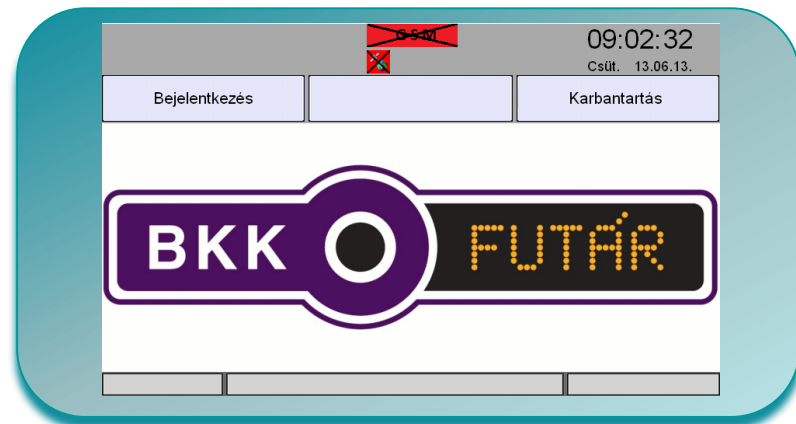 GSM
09:02:32
Csüt. 13.06.13.
Bejelentkezés
Karbantartás
BKK FUTÁR